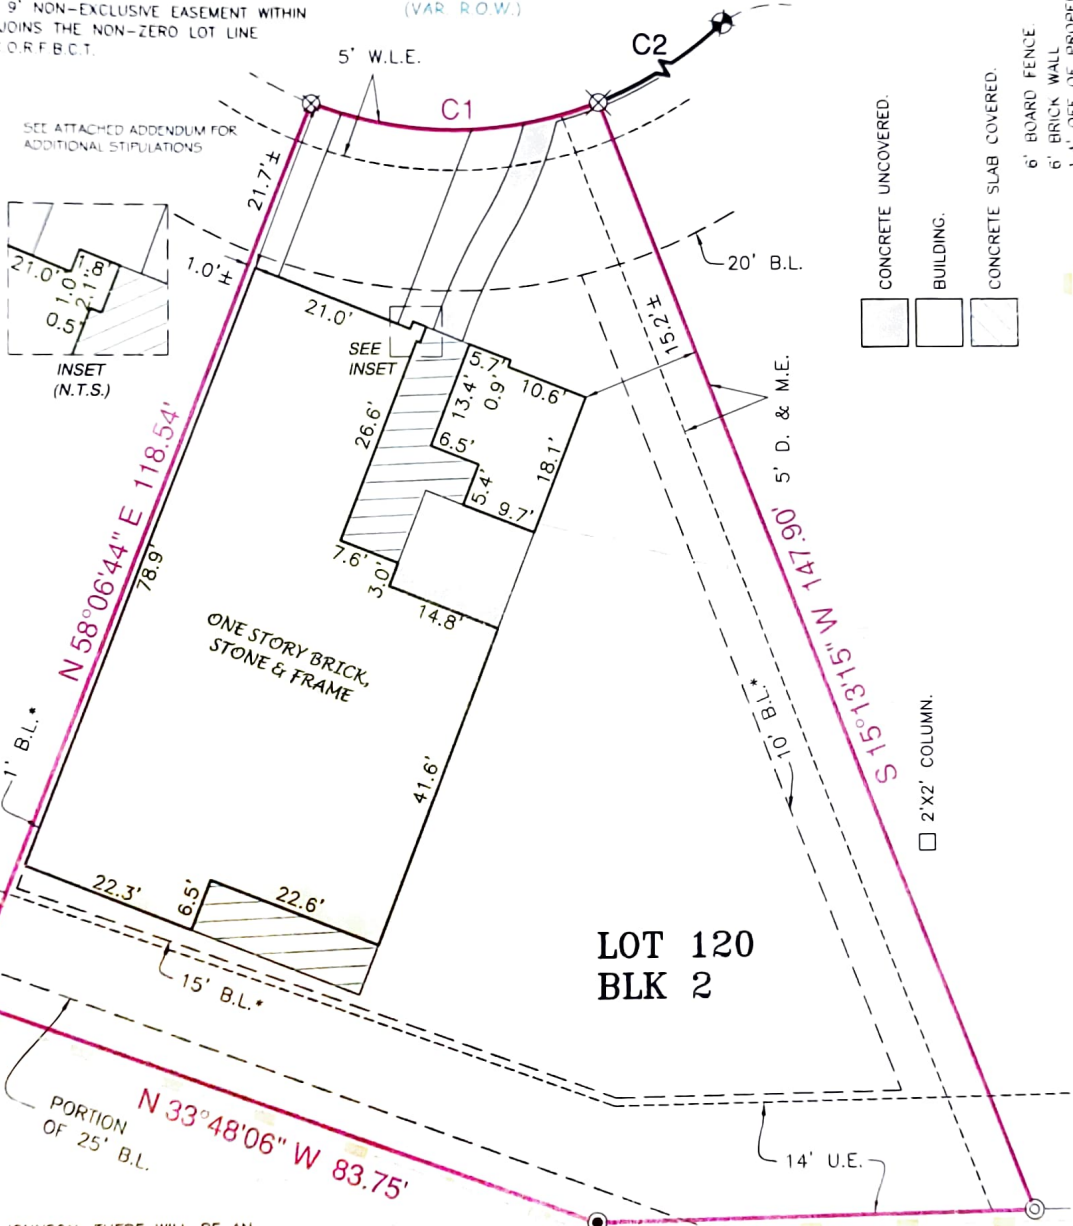 9' NON-EXCLUSIVE EASEMENT WITHIN
JOINS THE NON-ZERO LOT LINE
O.R.F.B.C.T.
(VAR R.O.W.)
5' W.L.E.
C2
C1
SEE ATTACHED ADDENDUM FOR
ADDITIONAL STIPULATIONS
21.7'±
1.0'±
21.0'
1.8'
1.0'
2.1'
0.5'
INSET
(N.T.S.)
21.0'
SEE
INSET
20' B.L.
15.2'±
5.7'
10.6'
13.4'
0.9'
26.6'
6.5'
18.1'
5.4'
9.7'
7.6'
3.0'
14.8'
5' D. & M.E.
N 58°06'44" E 118.54'
78.9'
ONE STORY BRICK,
STONE & FRAME
S 15°13'15" W 147.90'
10' B.L.*
1' B.L.*
41.6'
22.3'
6.5'
22.6'
15' B.L.*
LOT 120
BLK 2
PORTION
OF 25' B.L.
N 33°48'06" W 83.75'
14' U.E.
CONCRETE UNCOVERED.
BUILDING.
CONCRETE SLAB COVERED.
6' BOARD FENCE.
6' BRICK WALL
2'X2' COLUMN.
THERE WILL BE AN